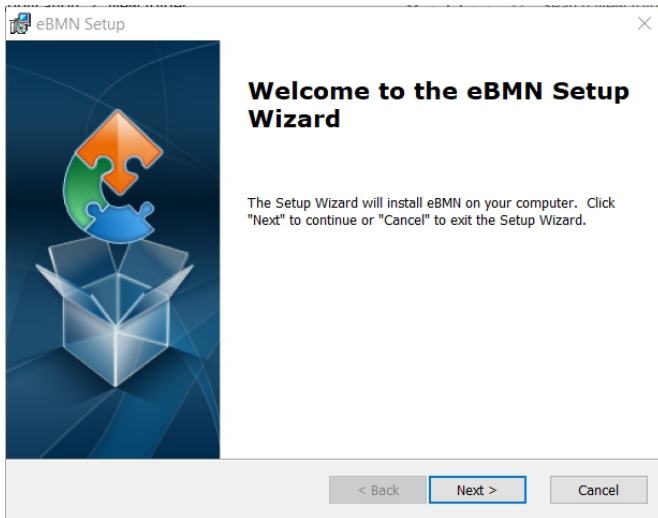 eBMN Setup
Welcome to the eBMN Setup
Wizard
The Setup Wizard will install eBMN on your computer.  Click
"Next" to continue or "Cancel" to exit the Setup Wizard.
< Back
Next >
Cancel